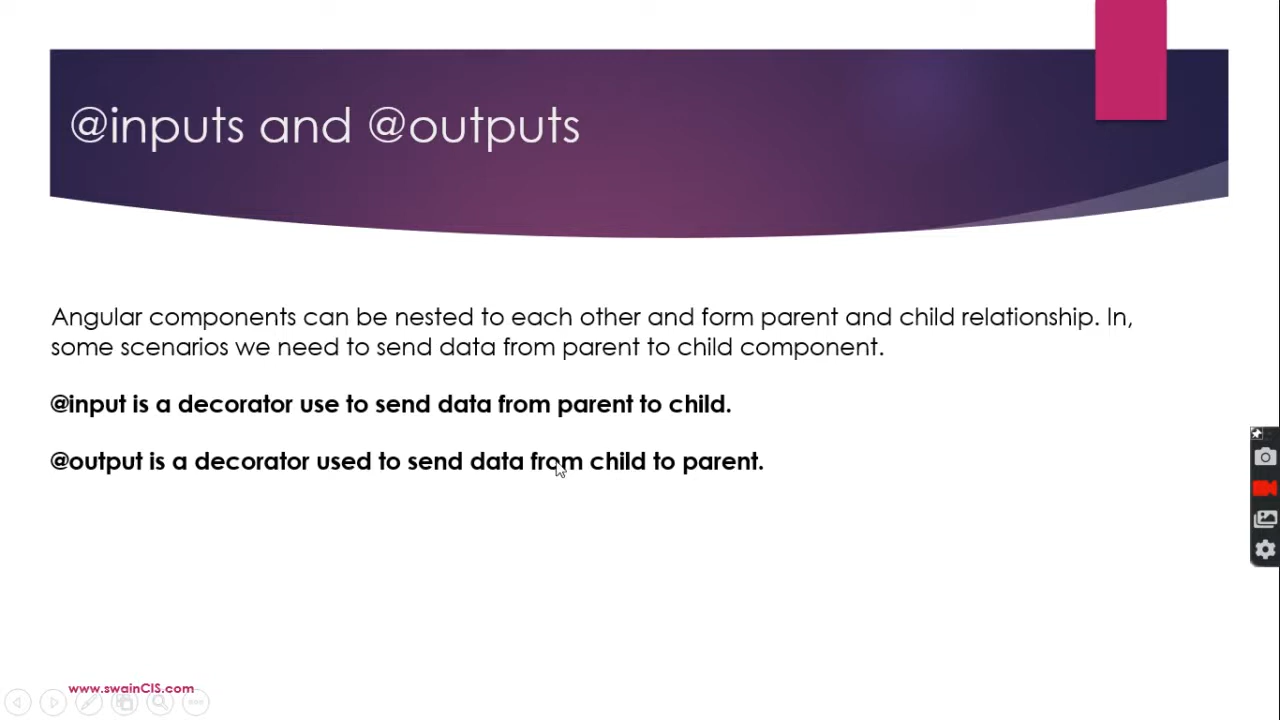 @inputs and @outputs
Angular components can be nested to each other and form parent and child relationship. In,
some scenarios we need to send data from parent to child component.
@input is a decorator use to send data from parent to child.
@output is a decorator used to send data from child to parent.
www.swainCIS.com